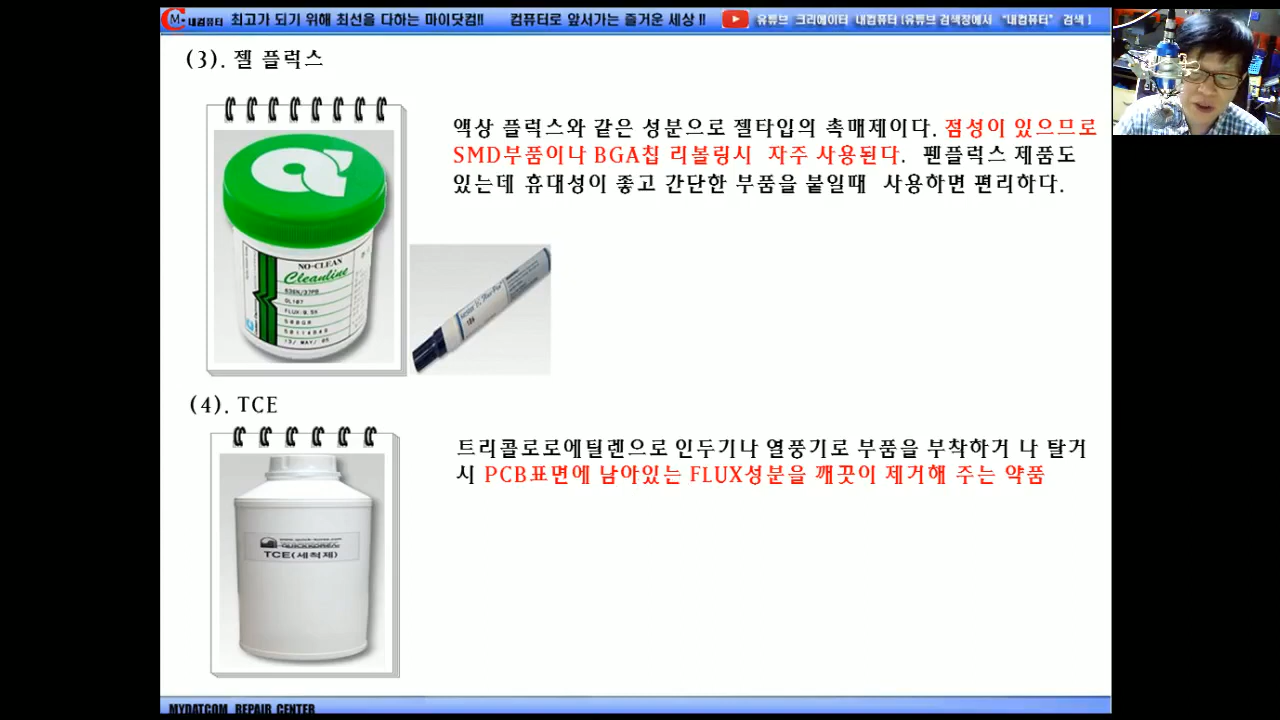 내컴퓨터 최고가 되기 위해 최선을 다하는 마이닷컴!! 컴퓨터로 앞서가는 즐거운 세상!! 유튜브 크리에이터 내컴퓨터 [유튜브 검색창에서 "내컴퓨터" 검색]
(3). 젤 플럭스
액상 플럭스와 같은 성분으로 젤타입의 촉매제이다. 점성이 있으므로
SMD부품이나 BGA칩 리볼링시 자주 사용된다. 펜플럭스 제품도
있는데 휴대성이 좋고 간단한 부품을 붙일때 사용하면 편리하다.
NO-CLEAN
Cleanline
63SN/37PB
FLUX:9.5%
500GR
(4). TCE
트리콜로로에틸렌으로 인두기나 열풍기로 부품을 부착하거 나 탈거
시 PCB표면에 남아있는 FLUX성분을 깨끗이 제거해 주는 약품
TCE(세척제)
MYDATCOM REPAIR CENTER